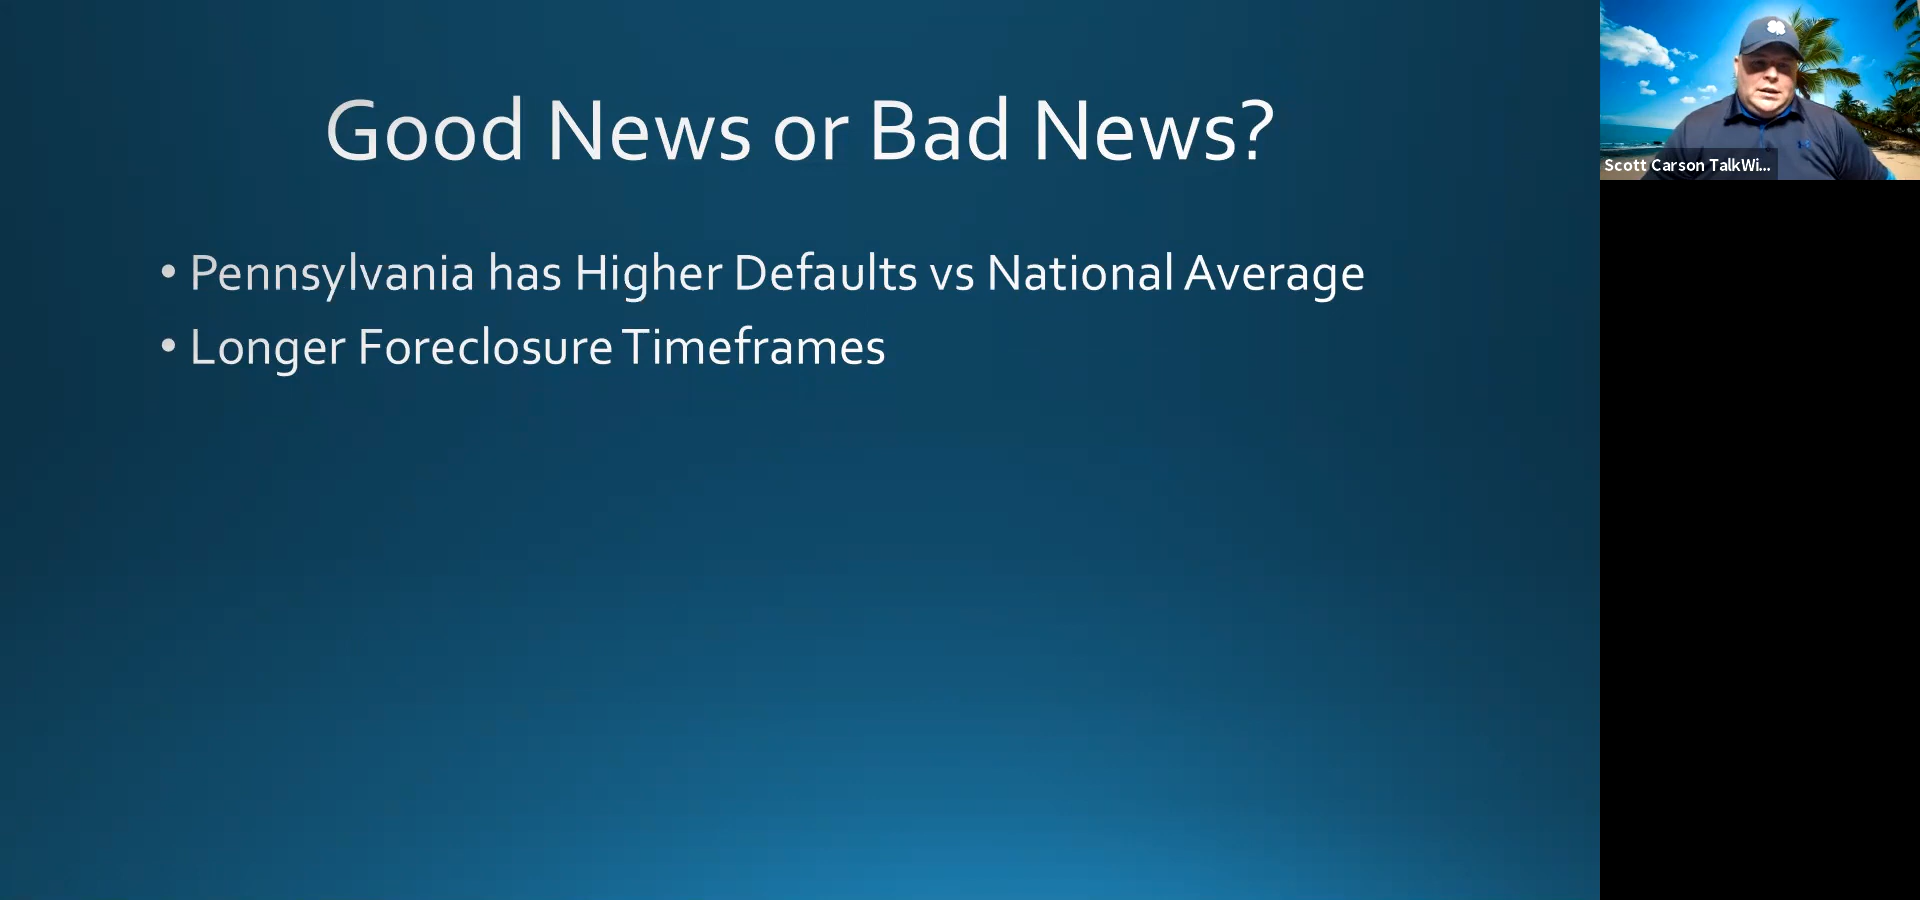 Good News or Bad News?
• Pennsylvania has Higher Defaults vs National Average
• Longer Foreclosure Timeframes
Scott Carson TalkWi...